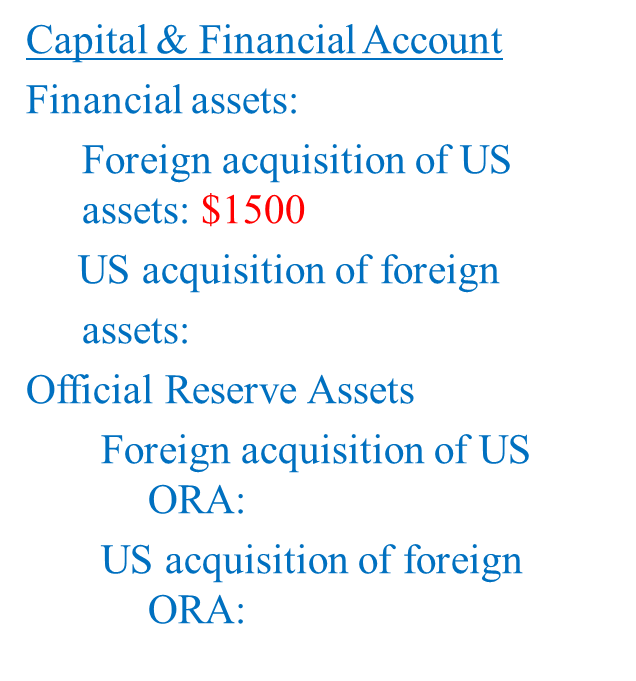 Capital & Financial Account
Financial assets:
Foreign acquisition of US
assets: $1500
US acquisition of foreign
assets:
Official Reserve Assets
Foreign acquisition of US
ORA:
US acquisition of foreign
ORA: